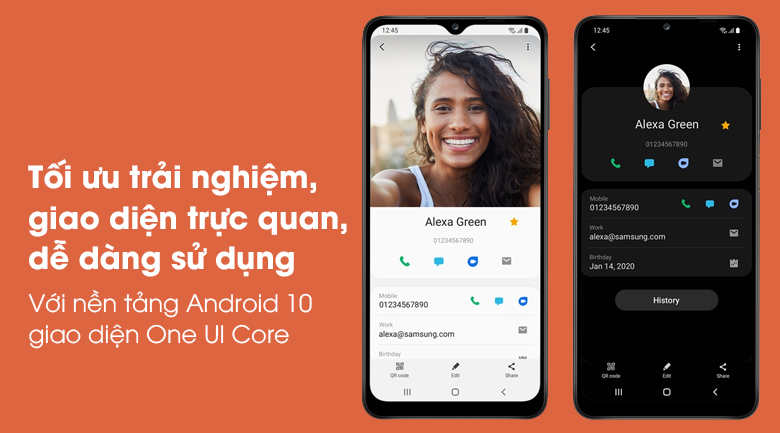 Tối ưu trải nghiệm,
giao diện trực quan,
dễ dàng sử dụng
Với nền tảng Android 10
giao diện One UI Core
12:45
Alexa Green
01234567890
Mobile
01234567890
Work
alexa@samsung.com
Birthday
QR code
Edit
Share
12:45
Alexa Green
01234567890
Mobile
01234567890
Work
alexa@samsung.com
Birthday
Jan 14, 2020
History
QR code
Edit
Share